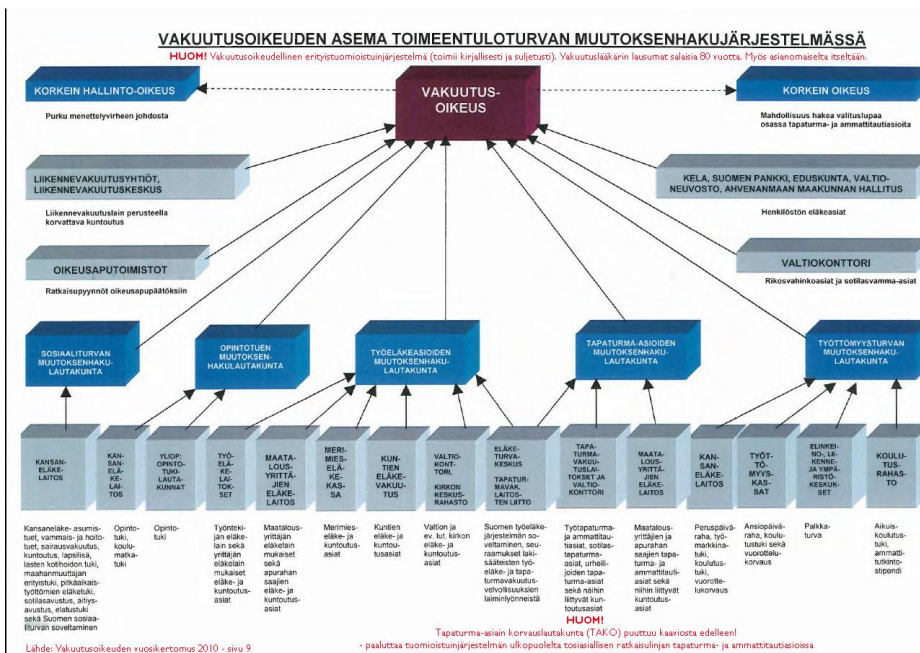 VAKUUTUSOIKEUDEN ASEMA TOIMEENTULOTURVAN MUUTOKSENHAKUJÄRJESTELMÄSSÄ
HUOM! Vakuutusoikeudellinen erityistuomioistuinjärjestelmä (toimii kirjallisesti ja suljetusti). Vakuutuslääkärin lausumat salaisia 80 vuotta. Myös asianomaiselta itseltään.
KORKEIN HALLINTO-OIKEUS
Purku menettelyvirheen johdosta
VAKUUTUS-
OIKEUS
KORKEIN OIKEUS
Mahdollisuus hakea valituslupaa
osassa tapaturma- ja ammattitautiasioita
LIIKENNEVAKUUTUSYHTIÖT,
LIIKENNEVAKUUTUSKESKUS
Liikennevakuutuslain perusteella
korvattava kuntoutus
KELA, SUOMEN PANKKI, EDUSKUNTA, VALTIO-
NEUVOSTO, AHVENANMAAN MAAKUNNAN HALLITUS
Henkilöstön eläkeasiat
OIKEUSAPUTOIMISTOT
Ratkaisupyynnöt oikeusapupäätöksiin
VALTIOKONTTORI
Rikosvahinkoasiat ja sotilasvamma-asiat
SOSIAALITURVAN
MUUTOKSENHAKU-
LAUTAKUNTA
OPINTOTUEN
MUUTOKSEN-
HAKULAUTAKUNTA
TYÖELÄKEASIOIDEN
MUUTOKSENHAKU-
LAUTAKUNTA
TAPATURMA-ASIOIDEN
MUUTOKSENHAKU-
LAUTAKUNTA
TYÖTTÖMYYSTURVAN
MUUTOKSENHAKU-
LAUTAKUNTA
KANSAN-
ELÄKE-
LAITOS
KAN-
SAN-
ELÄ-
KE-
LAITOS
YLIOP:
OPINTO-
TUKI-
LAUTA-
KUNNAT
TYÖ-
ELÄ-
KE-
LAI-
TOK-
SET
MAATA-
LOUS-
YRITTÄ-
JIEN
ELÄKE-
LAITOS
MERI-
MIES-
ELÄ-
KE-
KAS-
SA
KUN-
TIEN
ELÄKE-
VAKUU-
TUS
VALTIO-
KONT-
TORI,
KIRKON
KESKUS-
RAHASTO
ELÄKE-
TURVA-
KESKUS
TAPATUR-
MAVAK.
LAITOS-
TEN LIITTO
TAPA-
TURMA-
VAKUU-
TUSLAI-
TOKSET JA
VALTIO-
KONTTORI
MAATA-
LOUS-
YRITTÄ-
JIEN
ELÄKE-
LAITOS
KAN-
SAN-
ELÄKE-
LAITOS
TYÖT-
TÖ-
MYYS-
KAS-
SAT
ELINKEI-
NO-, LII-
KENNE-
JA YMPÄ-
RISTÖ-
KESKUK-
SET
KOULU-
TUS-
RAHAS-
TO
Kansaneläke- asumis-
tuet, vammais- ja hoito-
tuet, sairausvakuutus,
kuntoutus, lapsilisä,
lasten kotihoidon tuki,
maahanmuuttajan
erityistuki, pitkäaikais-
työttömien eläketuki,
sotilasavustus, äitiys-
avustus, elatustuki
sekä Suomen sosiaa-
liturvan soveltaminen
Opinto-
tuki,
koulu-
matka-
tuki
Opinto-
tuki
Työnteki-
jän eläke-
lain sekä
yrittäjän
eläkelain
mukaiset
eläke- ja
kuntoutus-
asiat
Maatalous-
yrittäjän
eläkelain
mukaiset
sekä
apurahan
saajien
eläke- ja
kuntoutus-
asiat
Merimies-
eläke- ja
kuntoutus-
asiat
Kuntien
eläke- ja
kuntou-
tusasiat
Valtion ja
ev. lut. kirkon
eläke- ja
kuntoutus-
asiat
Suomen työeläke-
järjestelmän so-
veltaminen, seu-
raamukset laki-
sääteisten työ-
eläke- ja tapa-
turmavakuutus-
velvollisuuksien
laiminlyönneistä
Työtapaturma-
ja ammattitau-
tiasiat, sotilas-
tapaturma-
asiat, urheili-
joiden tapa-
turma-asiat
sekä näihin
liittyvät kun-
toutusasiat
Maatalous-
yrittäjien ja
apurahan
saajien tapa-
turma- ja
ammattitauti-
asiat sekä
niihin liittyvät
kuntoutus-
asiat
Peruspäivä-
raha, työ-
markkina-
tuki,
koulutus-
tuki,
vuorotte-
lukorvaus
Ansiopäivä-
raha, kou-
lutustuki sekä
vuorottelu-
korvaus
Palkka-
turva
Aikuis-
koulutus-
tuki,
ammatti-
tutkinto-
stipendi
HUOM!
Tapaturma-asiain korvauslautakunta (TAKO) puuttuu kaaviosta edelleen!
- paaluttaa tuomioistuinjärjestelmän ulkopuolelta tosiasiallisen ratkaisulinjan tapaturma- ja ammattitautiasioissa
Lähde: Vakuutusoikeuden vuosikertomus 2010 - sivu 9